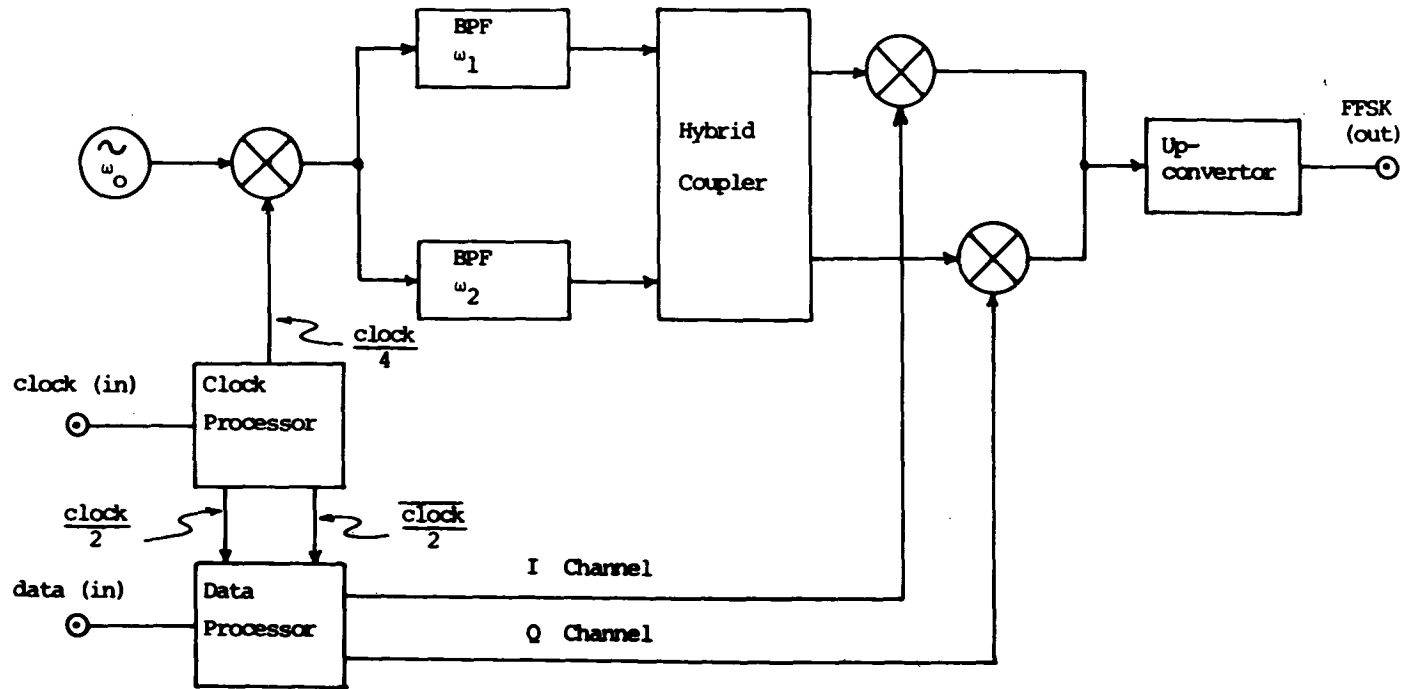 BPF
ω1
Hybrid
Coupler
BPF
ω2
~
ωo
Up-
convertor
FFSK
(out)
clock
4
clock (in)
Clock
Processor
clock
2
clock
2
data (in)
Data
Processor
I Channel
Q Channel